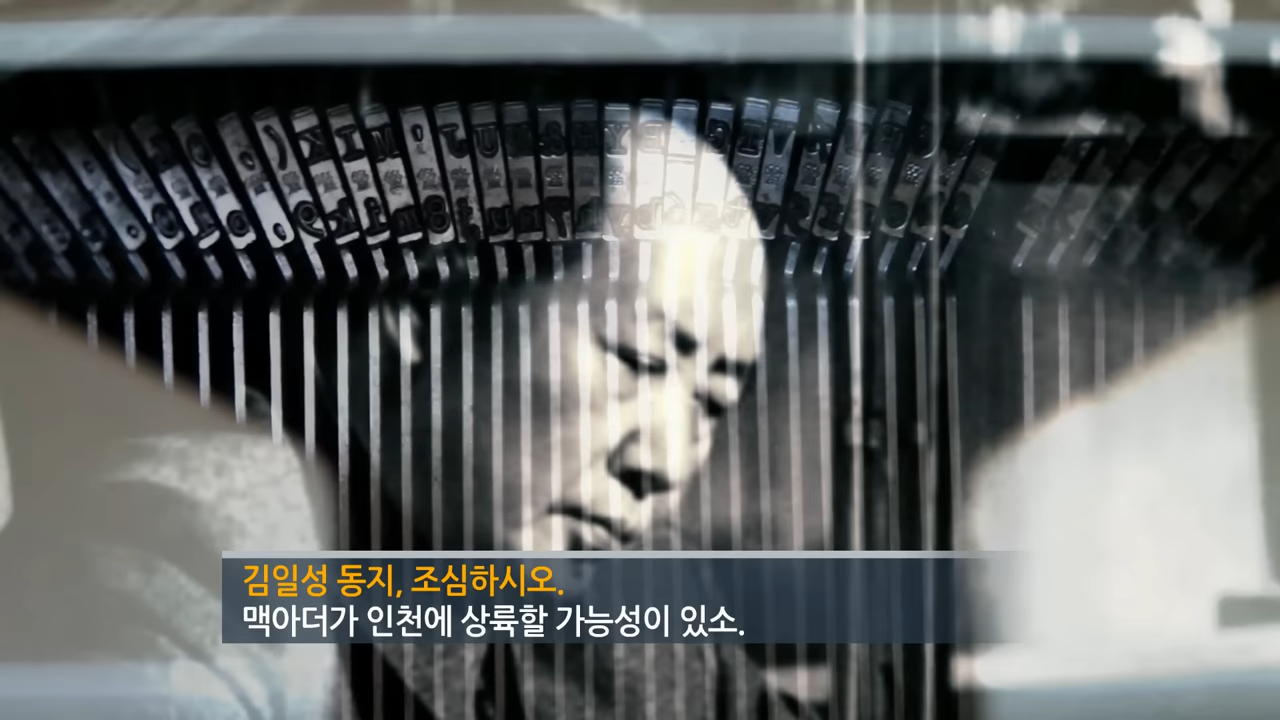 김일성 동지, 조심하시오.
맥아더가 인천에 상륙할 가능성이 있소.